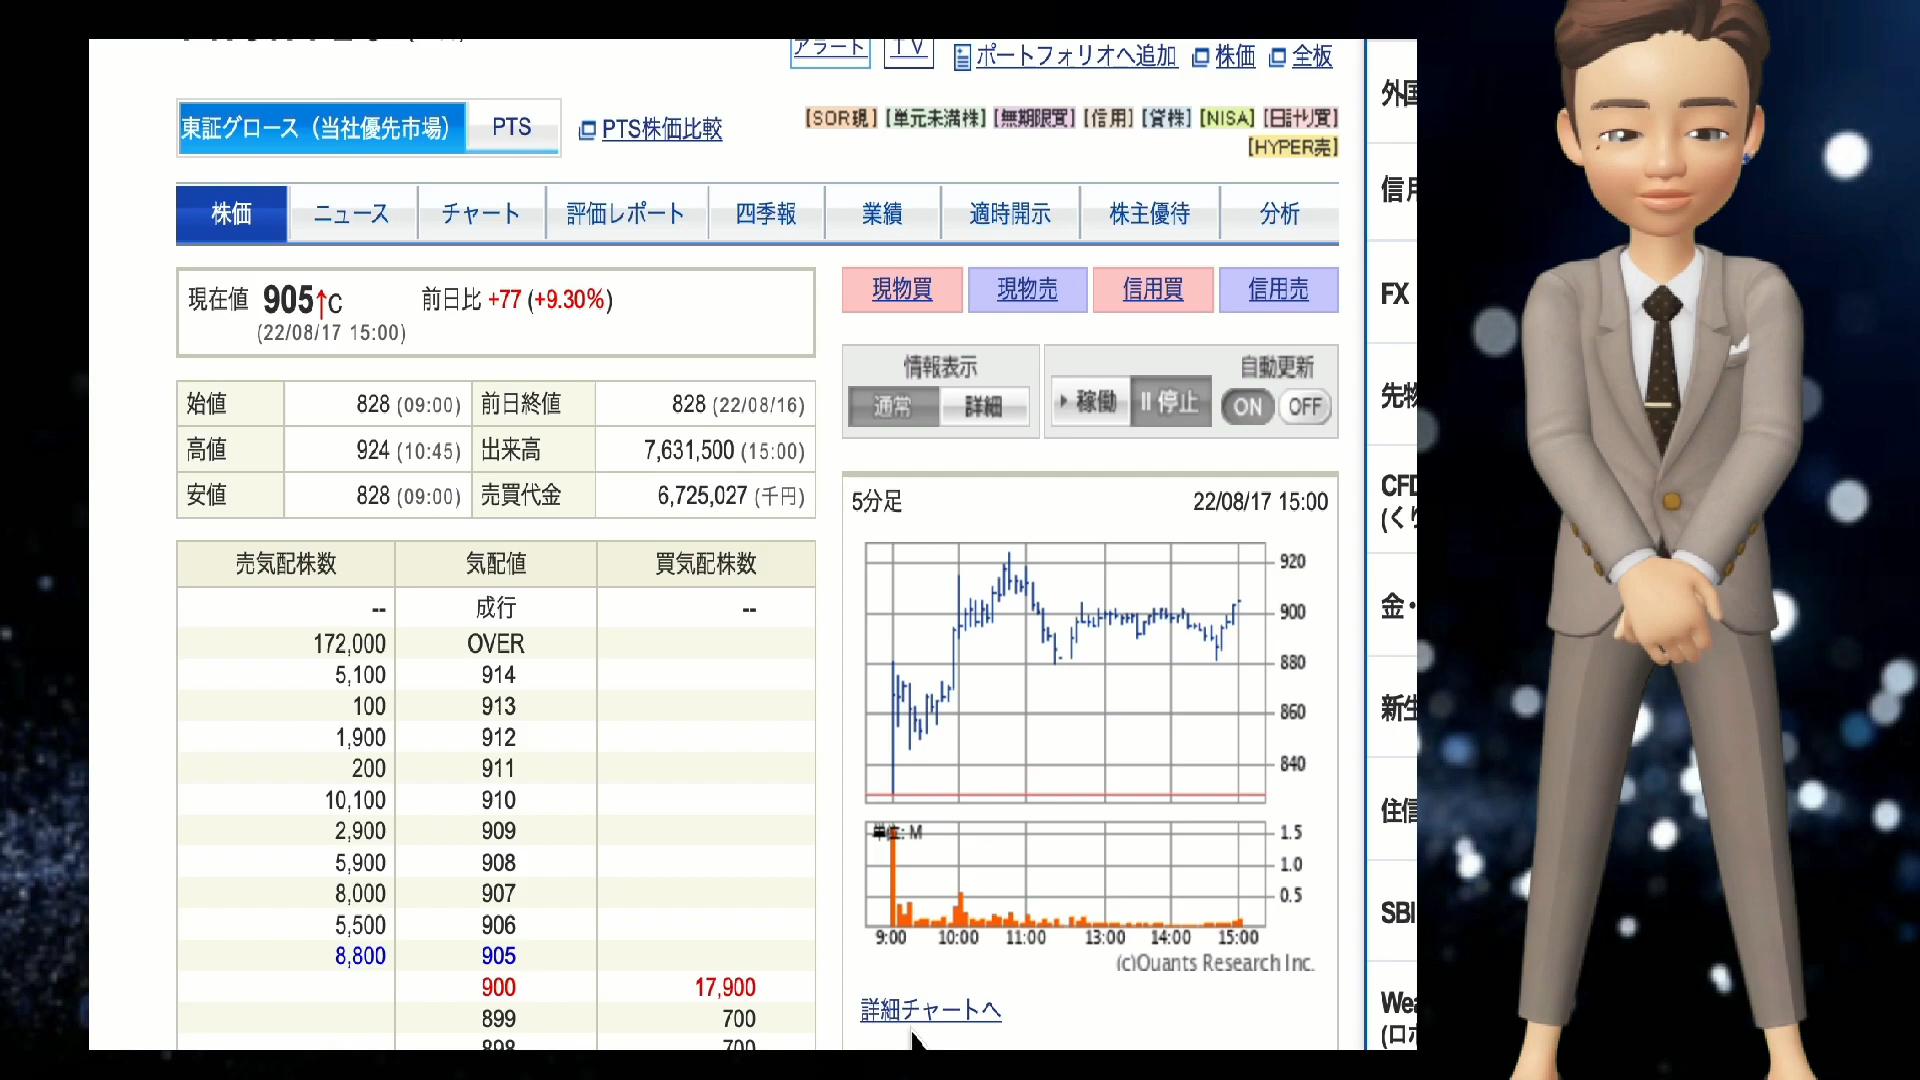 アラート
TV
ポートフォリオへ追加 株価 全板
東証グロース（当社優先市場） PTS PTS株価比較
[SOR現] [単元未満株] [無期限買] [信用] [貸株] [NISA] [日計り買]
[HYPER売]
株価 ニュース チャート 評価レポート 四季報 業績 適時開示 株主優待 分析
現在値 905↑C 前日比 +77 (+9.30%)
(22/08/17 15:00)
始値 828 (09:00) 前日終値 828 (22/08/16)
高値 924 (10:45) 出来高 7,631,500 (15:00)
安値 828 (09:00) 売買代金 6,725,027 (千円)
売気配株数 気配値 買気配株数
-- 成行 --
172,000 OVER
5,100 914
100 913
1,900 912
200 911
10,100 910
2,900 909
5,900 908
8,000 907
5,500 906
8,800 905
900 17,900
899 700
898 700
現物買 現物売 信用買 信用売
情報表示 自動更新
通常 詳細 稼働 停止 ON OFF
5分足 22/08/17 15:00
920
900
880
860
840
単位: M
1.5
1.0
0.5
9:00 10:00 11:00 13:00 14:00 15:00
(c)Quants Research Inc.
詳細チャートへ
外国
信用
FX
先物
CFD
(くり
金・
新生
住信
SBI
Wea
(ロボ